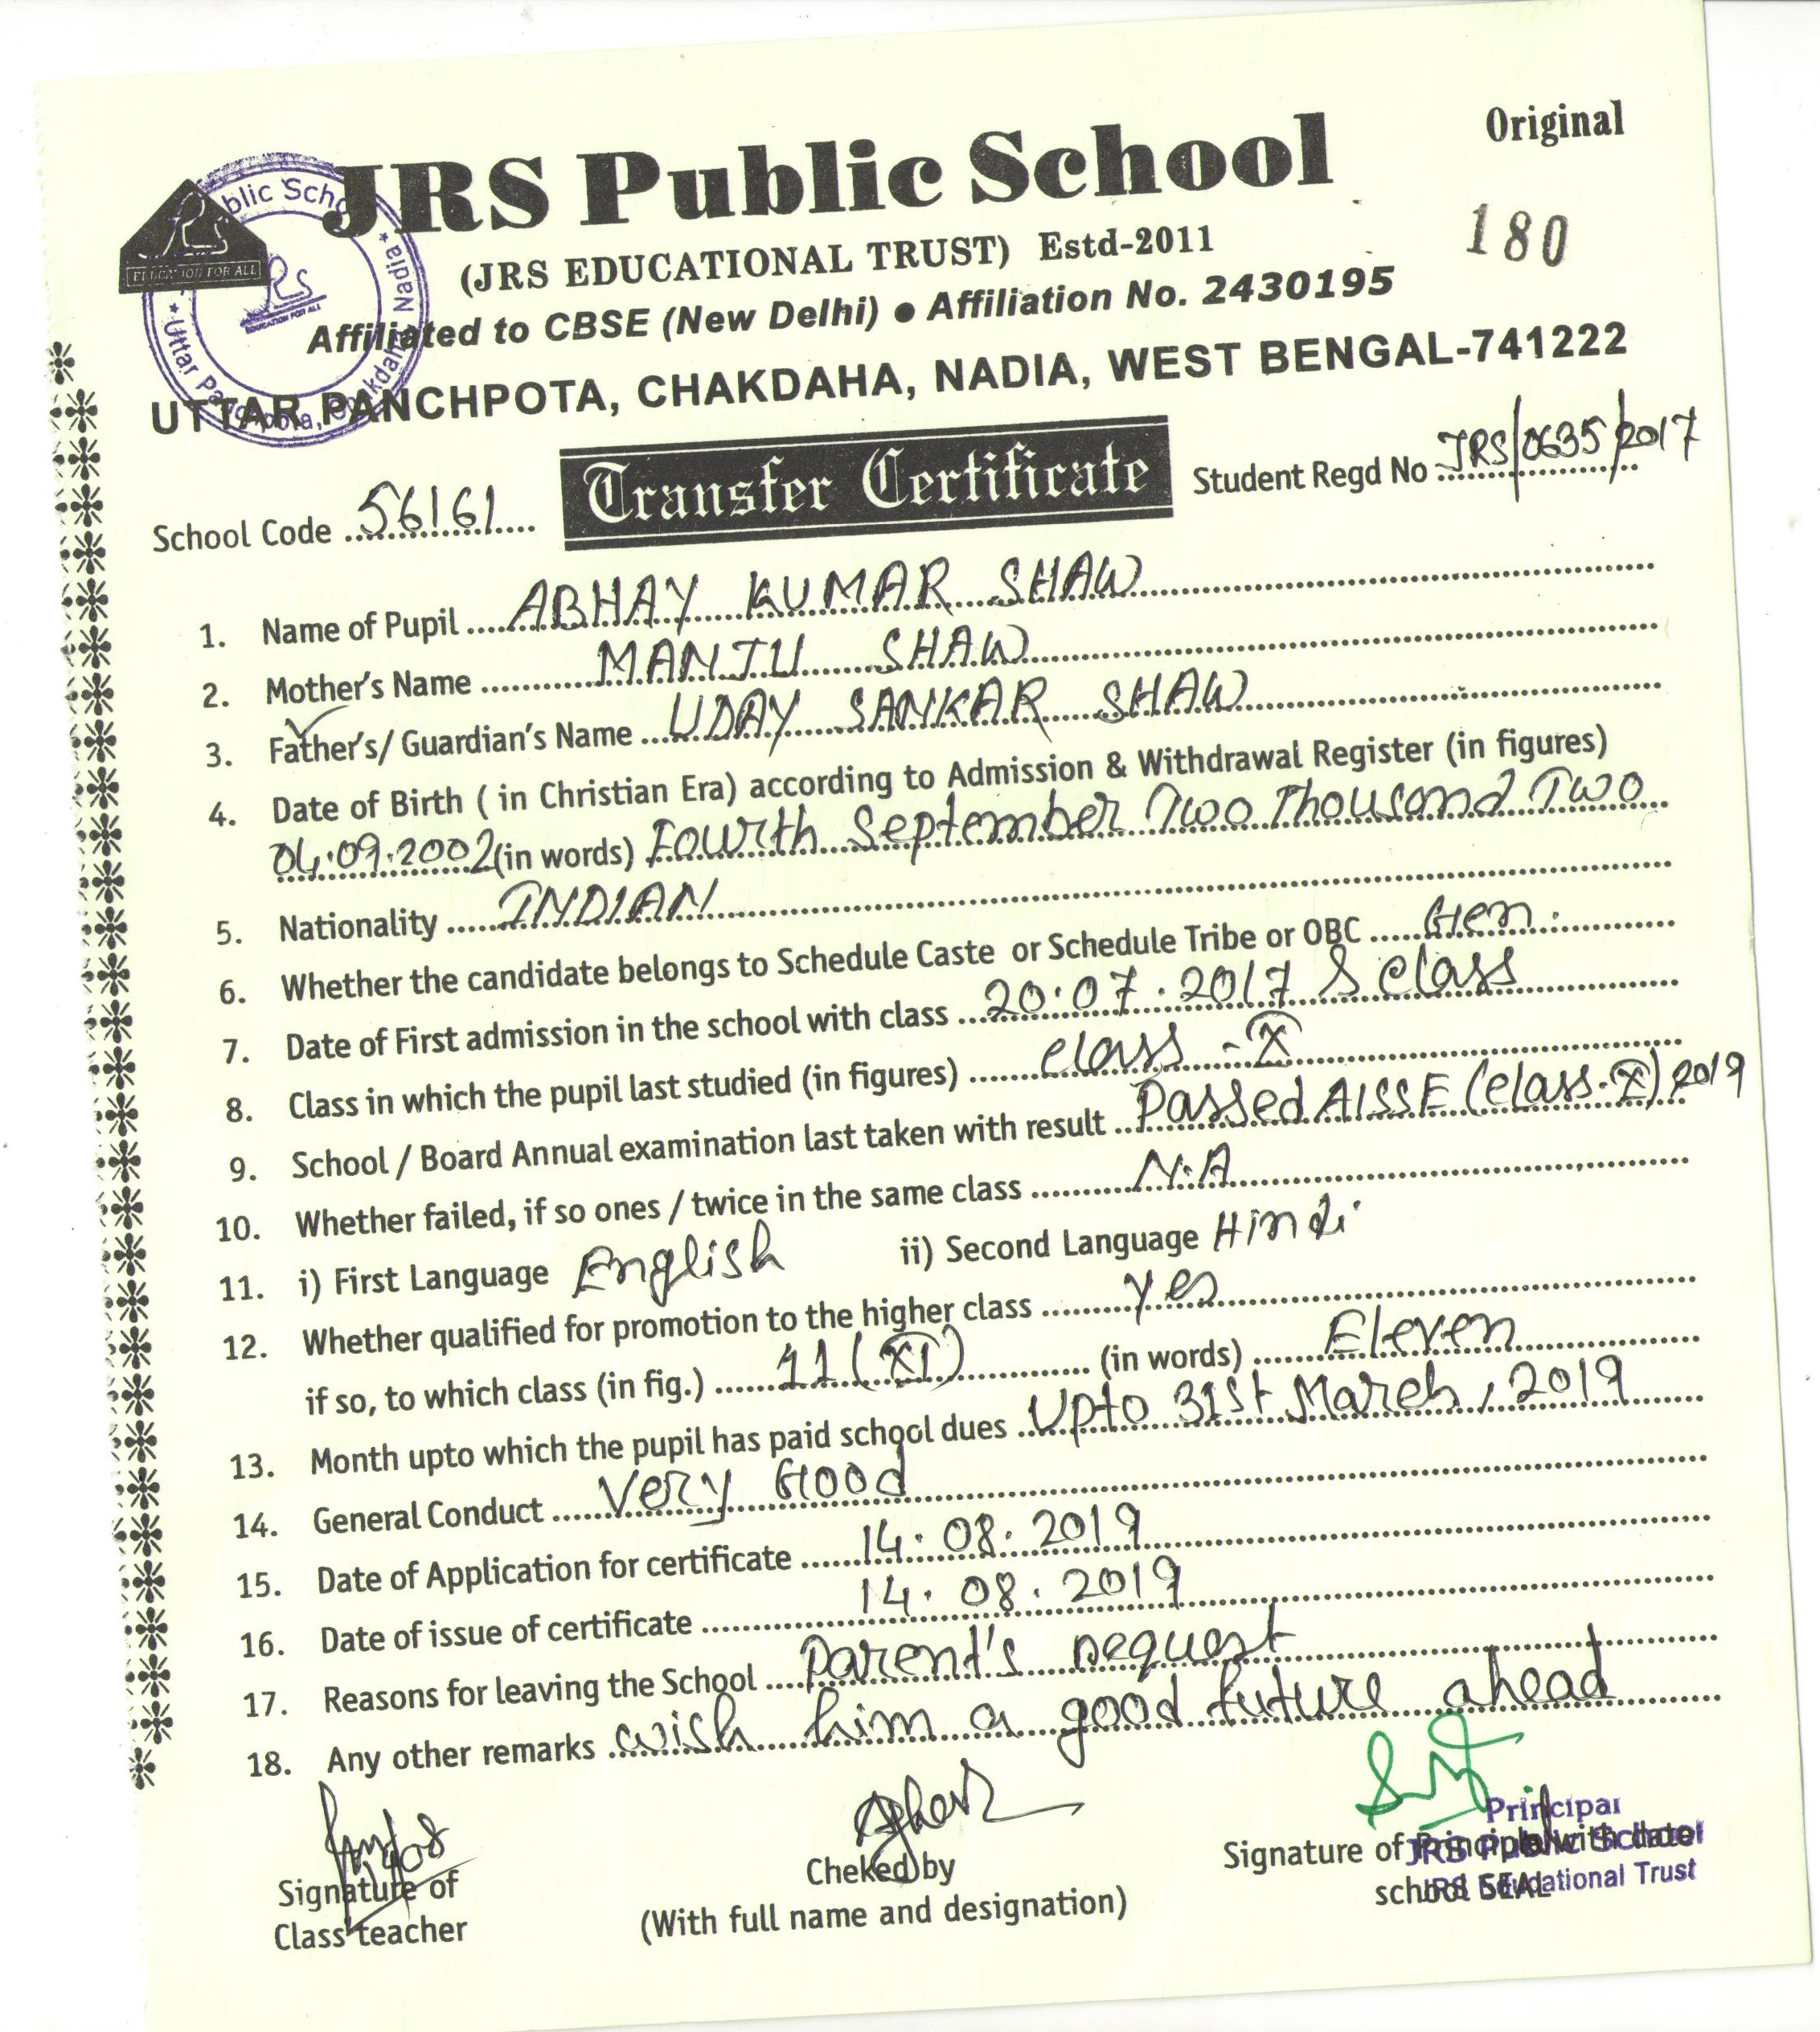 Original
JRS Public School
180
(JRS EDUCATIONAL TRUST) Estd-2011
Affiliated to CBSE (New Delhi) ● Affiliation No. 2430195
UTTAR PANCHPOTA, CHAKDAHA, NADIA, WEST BENGAL-741222
EDUCATION FOR ALL
School Code 56161 Transfer Certificate Student Regd No JRS/0635/2017
1. Name of Pupil ABHAY KUMAR SHAW
2. Mother's Name MANJU SHAW
3. Father's/ Guardian's Name UDAY SANKAR SHAW
4. Date of Birth ( in Christian Era) according to Admission & Withdrawal Register (in figures)
04.09.2002 (in words) Fourth September Two Thousand Two
5. Nationality INDIAN
6. Whether the candidate belongs to Schedule Caste or Schedule Tribe or OBC Gen.
7. Date of First admission in the school with class 20.07.2017 class
8. Class in which the pupil last studied (in figures) class - X
9. School / Board Annual examination last taken with result Passed AISSE (class-X) 2019
10. Whether failed, if so ones / twice in the same class N.A
11. i) First Language English ii) Second Language Hindi
12. Whether qualified for promotion to the higher class yes
if so, to which class (in fig.) 11 (XI) (in words) Eleven
13. Month upto which the pupil has paid school dues Upto 31st March, 2019
14. General Conduct Very Good
15. Date of Application for certificate 14.08.2019
16. Date of issue of certificate 14.08.2019
17. Reasons for leaving the School parent's request
18. Any other remarks wish him a good future ahead
Signature of
Class teacher
Cheked by
(With full name and designation)
Principal
JRS Public School
JRS Educational Trust
Signature of Principle with date
school SEAL